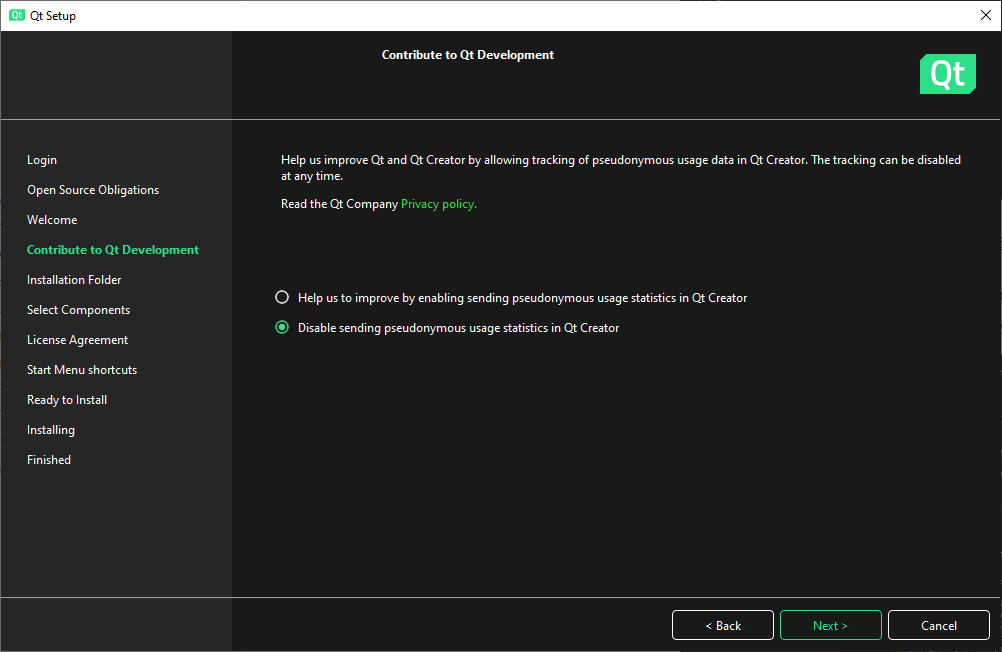 Qt Qt Setup
Contribute to Qt Development
Qt
Login
Open Source Obligations
Welcome
Contribute to Qt Development
Installation Folder
Select Components
License Agreement
Start Menu shortcuts
Ready to Install
Installing
Finished
Help us improve Qt and Qt Creator by allowing tracking of pseudonymous usage data in Qt Creator. The tracking can be disabled
at any time.
Read the Qt Company Privacy policy.
Help us to improve by enabling sending pseudonymous usage statistics in Qt Creator
Disable sending pseudonymous usage statistics in Qt Creator
< Back
Next >
Cancel